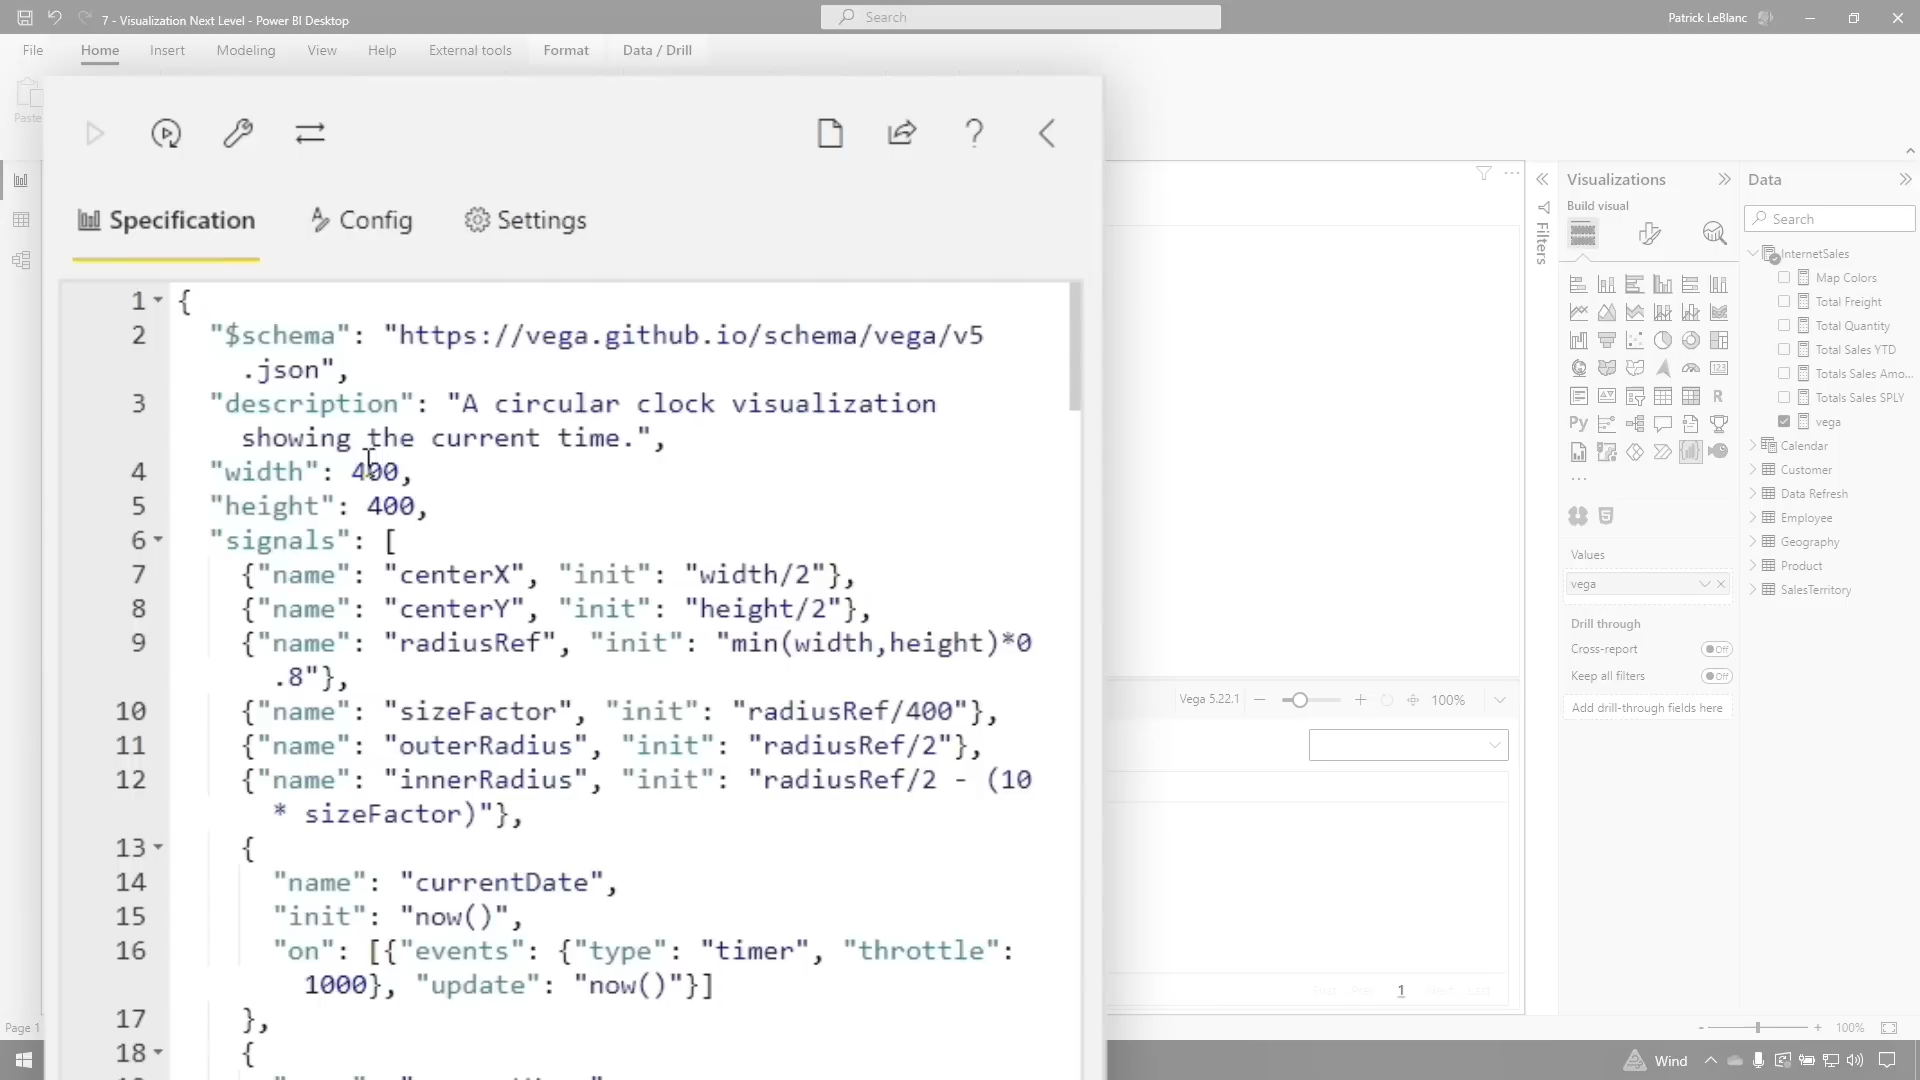 7 - Visualization Next Level - Power BI Desktop
Search
Patrick LeBlanc
File
Home
Insert
Modeling
View
Help
External tools
Format
Data / Drill
Paste
Specification
Config
Settings
1
{
2
"$schema": "https://vega.github.io/schema/vega/v5
.json",
3
"description": "A circular clock visualization
showing the current time.",
4
"width": 400,
5
"height": 400,
6
"signals": [
7
{"name": "centerX", "init": "width/2"},
8
{"name": "centerY", "init": "height/2"},
9
{"name": "radiusRef", "init": "min(width,height)*0
.8"},
10
{"name": "sizeFactor", "init": "radiusRef/400"},
11
{"name": "outerRadius", "init": "radiusRef/2"},
12
{"name": "innerRadius", "init": "radiusRef/2 - (10
* sizeFactor)"},
13
{
14
"name": "currentDate",
15
"init": "now()",
16
"on": [{"events": {"type": "timer", "throttle":
1000}, "update": "now()"}]
17
},
18
{
Vega 5.22.1
100%
First
Prev
1
Next
Last
Filters
Visualizations
Build visual
R
Py
123
Values
vega
Drill through
Cross-report
Off
Keep all filters
Off
Add drill-through fields here
Data
Search
InternetSales
Map Colors
Total Freight
Total Quantity
Total Sales YTD
Totals Sales Amo...
Totals Sales SPLY
vega
Calendar
Customer
Data Refresh
Employee
Geography
Product
SalesTerritory
Page 1
100%
Wind